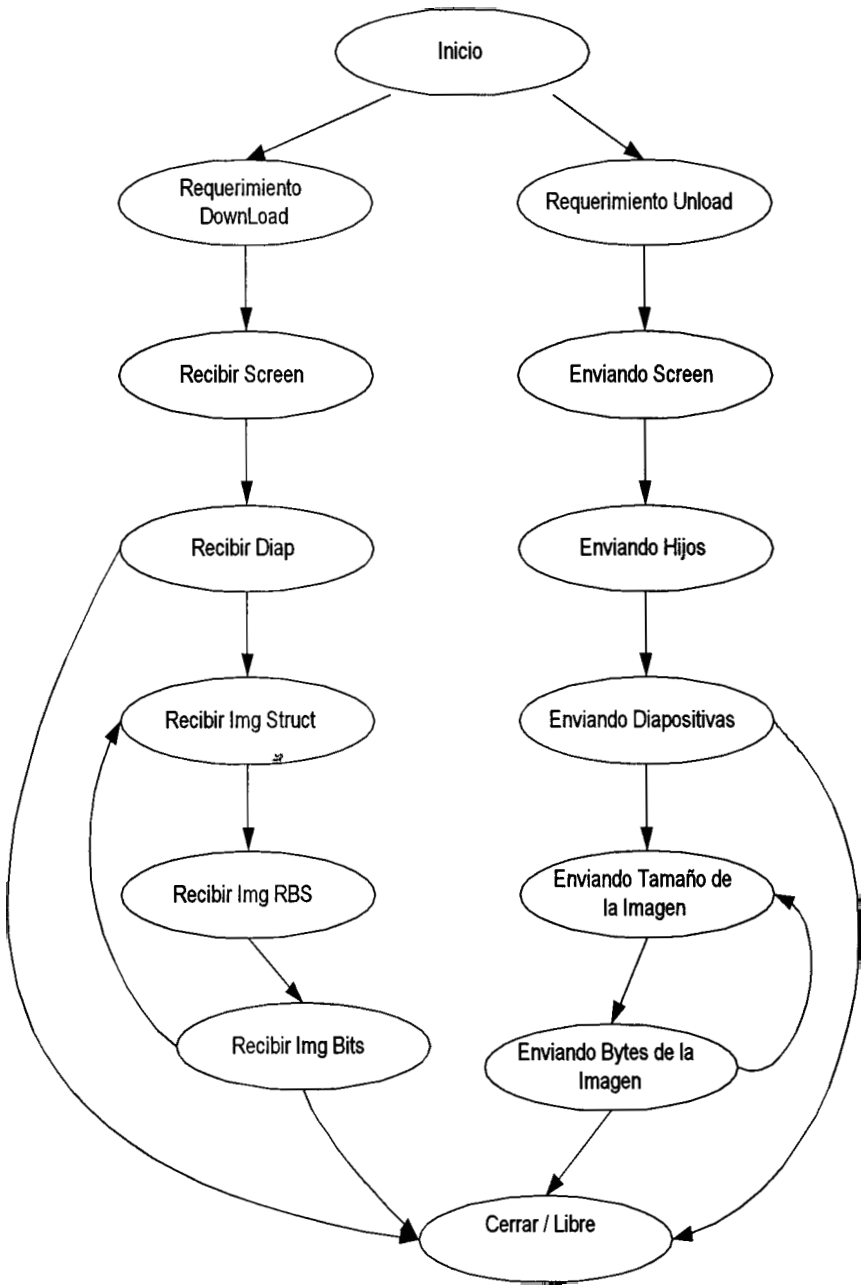 Inicio
Requerimiento
DownLoad
Requerimiento Unload
Recibir Screen
Enviando Screen
Recibir Diap
Enviando Hijos
Recibir Img Struct
Enviando Diapositivas
Recibir Img RBS
Enviando Tamaño de
la Imagen
Recibir Img Bits
Enviando Bytes de la
Imagen
Cerrar / Libre